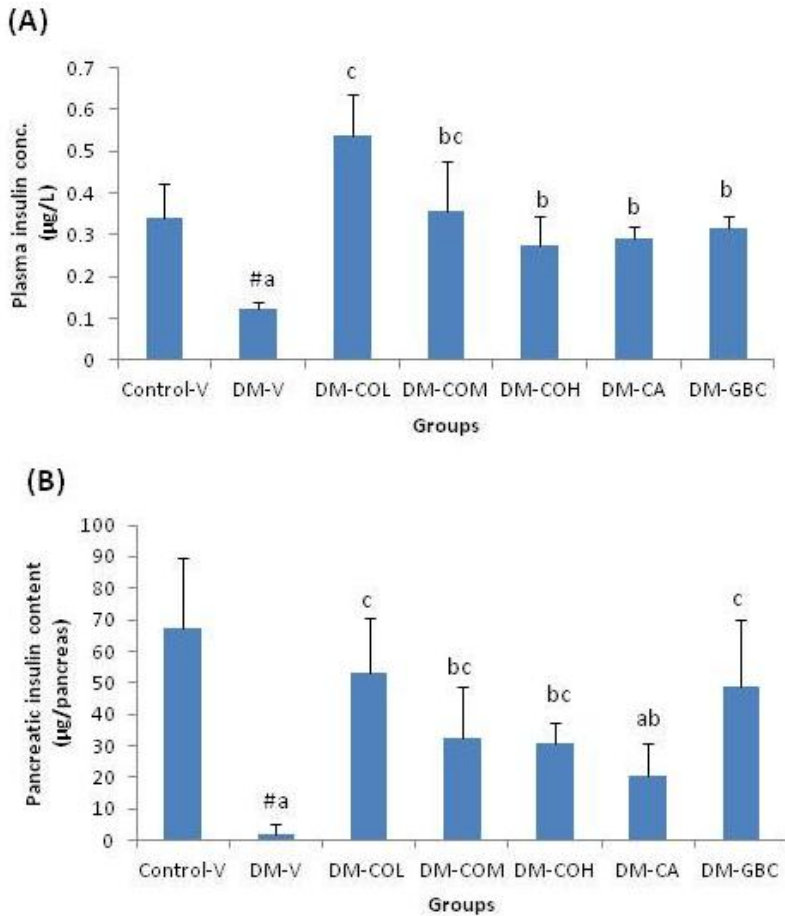 (A)
Plasma insulin conc.
(µg/L)
0.7
0.6
0.5
0.4
0.3
0.2
0.1
0
#a
c
bc
b
b
b
Control-V DM-V DM-COL DM-COM DM-COH DM-CA DM-GBC
Groups
(B)
Pancreatic insulin content
(µg/pancreas)
100
90
80
70
60
50
40
30
20
10
0
#a
c
bc
bc
ab
c
Control-V DM-V DM-COL DM-COM DM-COH DM-CA DM-GBC
Groups